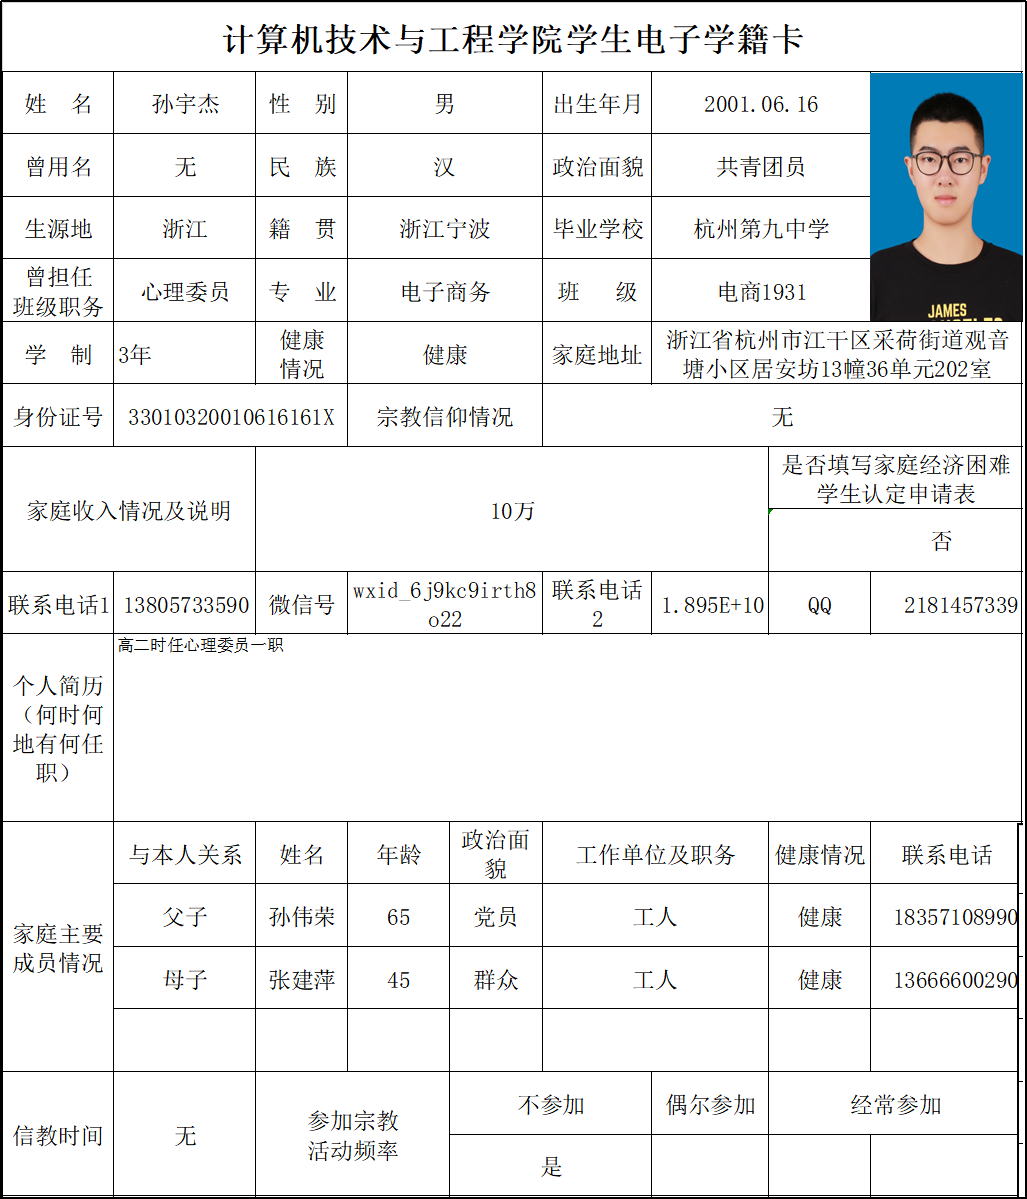 计算机技术与工程学院学生电子学籍卡
姓 名 孙宇杰 性 别 男 出生年月 2001.06.16
曾用名 无 民 族 汉 政治面貌 共青团员
生源地 浙江 籍 贯 浙江宁波 毕业学校 杭州第九中学
曾担任
班级职务 心理委员 专 业 电子商务 班 级 电商1931
JAMES
学 制 3年 健康
情况 健康 家庭地址 浙江省杭州市江干区采荷街道观音
塘小区居安坊13幢36单元202室
身份证号 33010320010616161X 宗教信仰情况 无
家庭收入情况及说明 10万 是否填写家庭经济困难
学生认定申请表
否
联系电话1 13805733590 微信号 wxid_6j9kc9irth8
o22 联系电话
2 1.895E+10 QQ 2181457339
个人简历
（何时何
地有何任
职）
高二时任心理委员一职
家庭主要
成员情况
与本人关系 姓名 年龄 政治面
貌 工作单位及职务 健康情况 联系电话
父子 孙伟荣 65 党员 工人 健康 18357108990
母子 张建萍 45 群众 工人 健康 13666600290
信教时间 无 参加宗教
活动频率 不参加 偶尔参加 经常参加
是